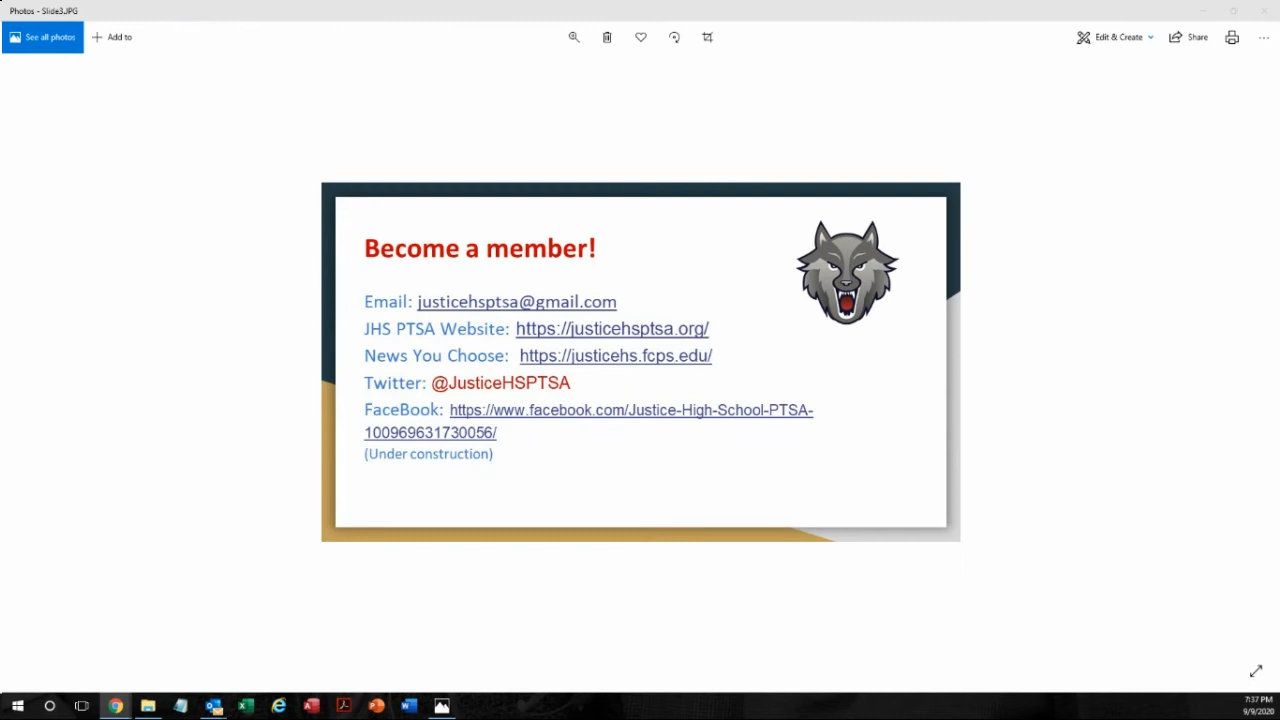 Photos - Slide3.JPG
See all photos
Add to
Edit & Create
Share
Become a member!
Email: justicehsptsa@gmail.com
JHS PTSA Website: https://justicehsptsa.org/
News You Choose: https://justicehs.fcps.edu/
Twitter: @JusticeHSPTSA
FaceBook: https://www.facebook.com/Justice-High-School-PTSA-
100969631730056/
(Under construction)
7:37 PM
9/9/2020